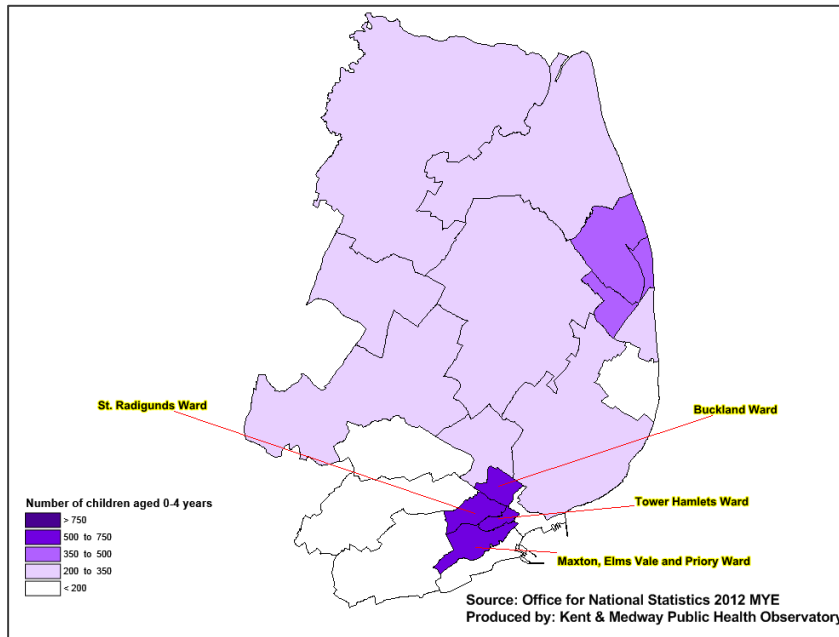 St. Radigunds Ward
Buckland Ward
Tower Hamlets Ward
Maxton, Elms Vale and Priory Ward
Number of children aged 0-4 years
> 750
500 to 750
350 to 500
200 to 350
< 200
Source: Office for National Statistics 2012 MYE
Produced by: Kent & Medway Public Health Observatory